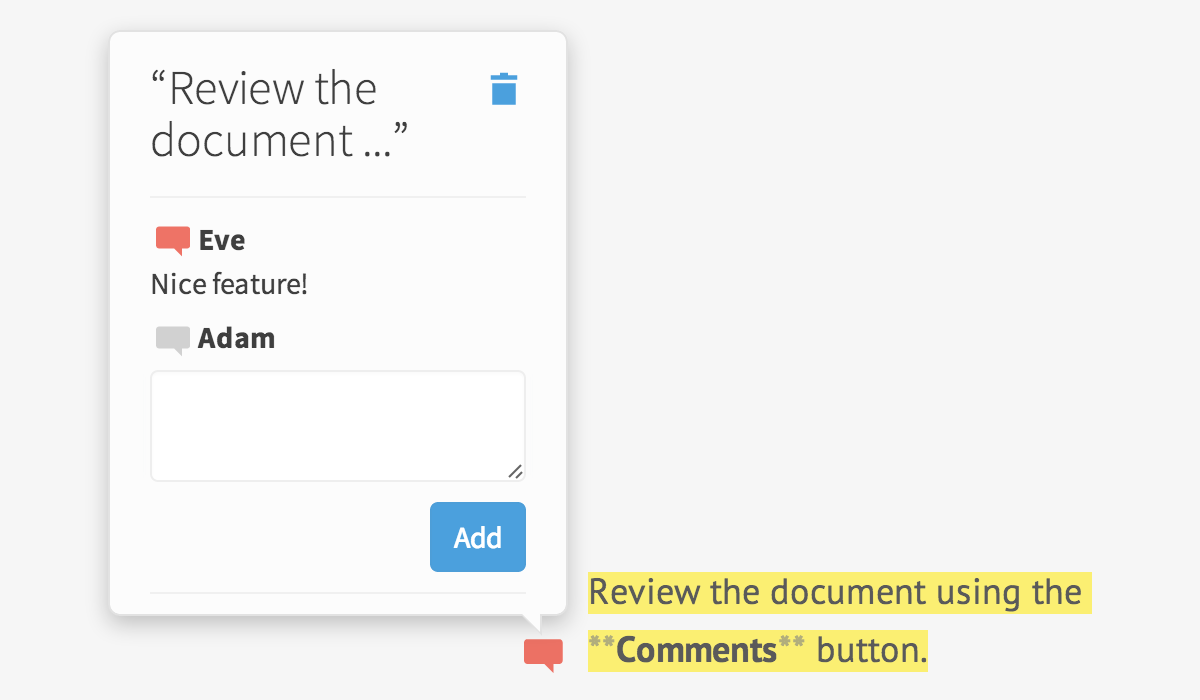 “Review the
document ...”
Eve
Nice feature!
Adam
Add
Review the document using the
**Comments** button.